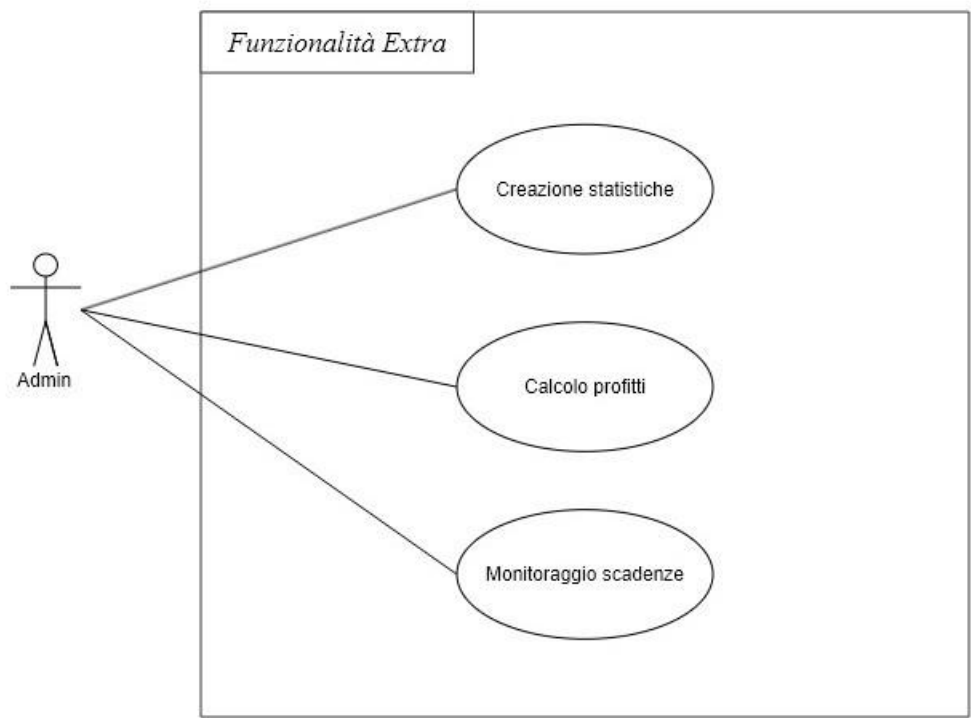 Funzionalità Extra
Creazione statistiche
Admin
Calcolo profitti
Monitoraggio scadenze